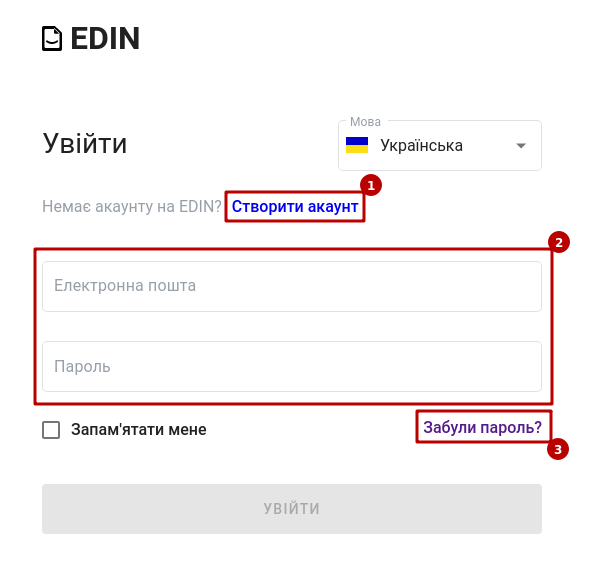 EDIN
Мова
Увійти
Українська
1
Немає акаунту на EDIN? Створити акаунт
2
Електронна пошта
Пароль
Запам'ятати мене
Забули пароль?
3
УВІЙТИ